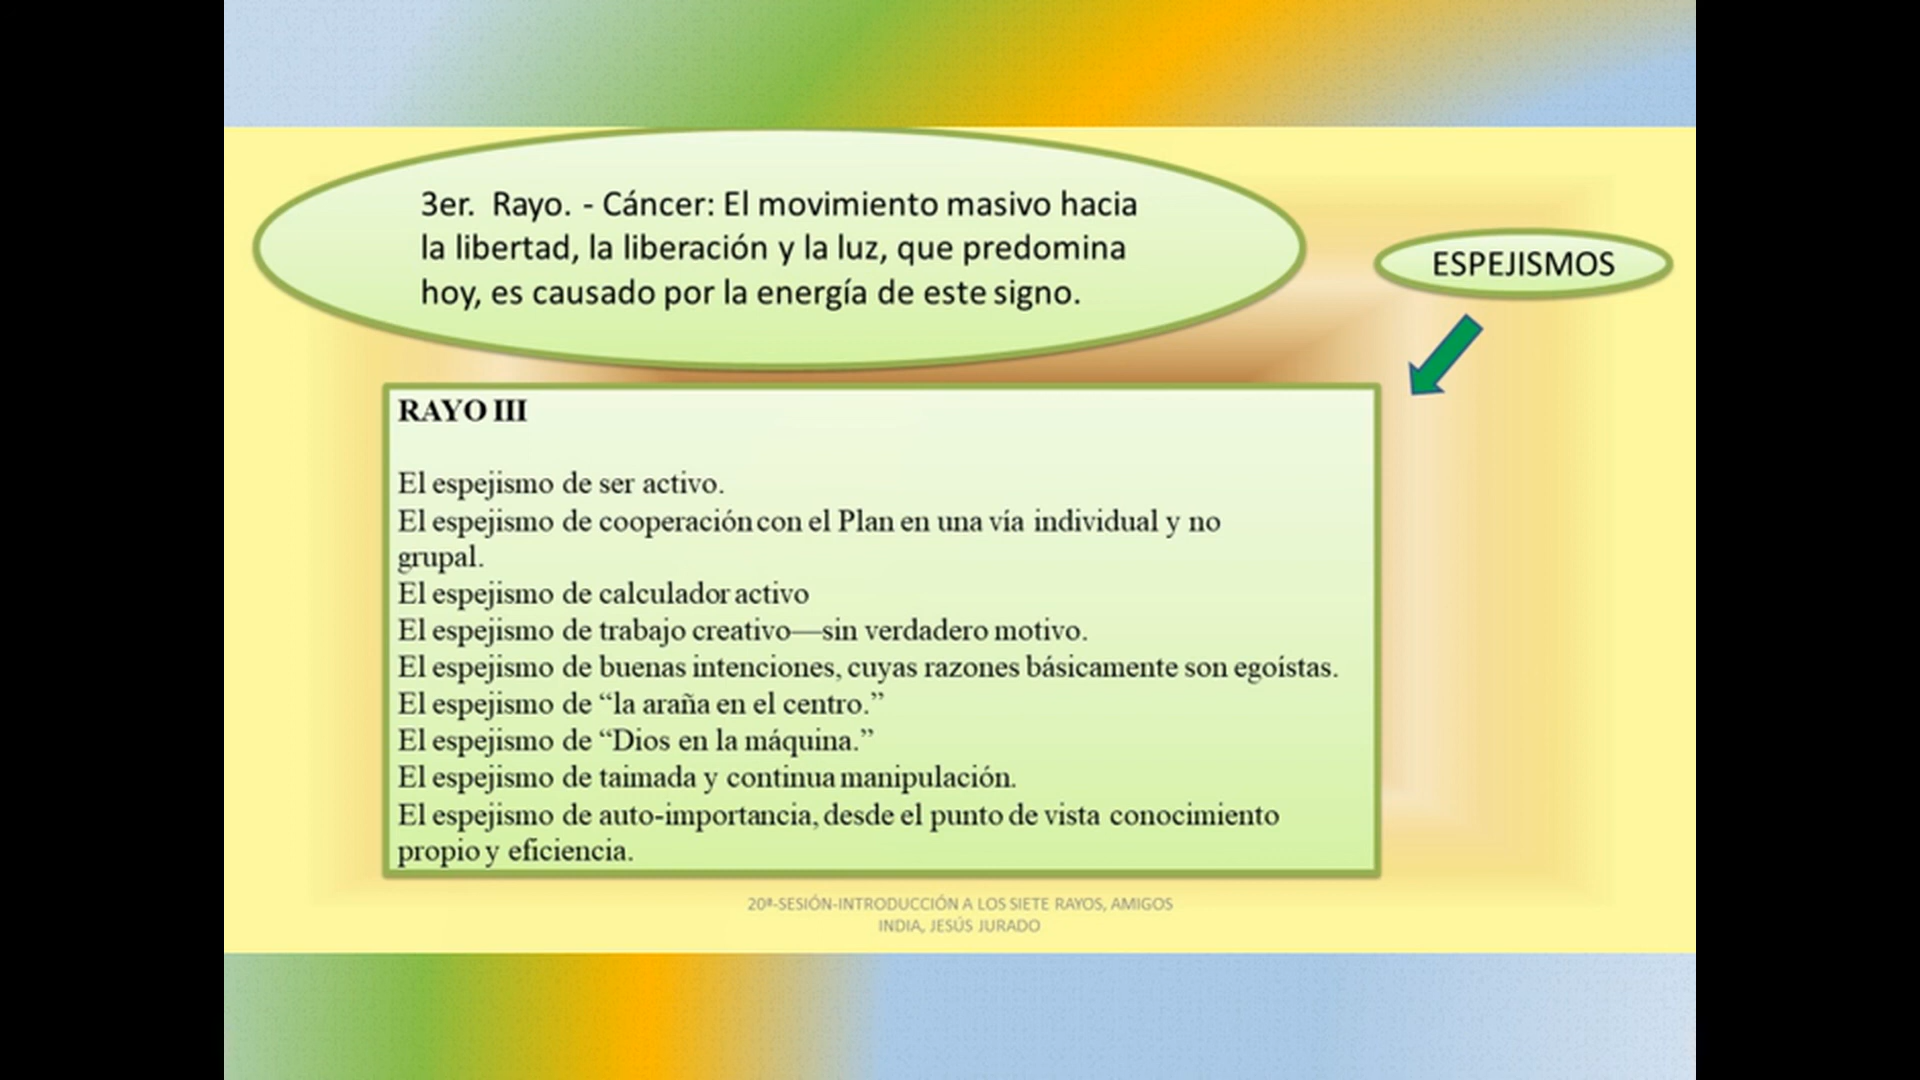 3er. Rayo. - Cáncer: El movimiento masivo hacia
la libertad, la liberación y la luz, que predomina
hoy, es causado por la energía de este signo.
ESPEJISMOS
RAYO III
El espejismo de ser activo.
El espejismo de cooperación con el Plan en una vía individual y no
grupal.
El espejismo de calculador activo
El espejismo de trabajo creativo—sin verdadero motivo.
El espejismo de buenas intenciones, cuyas razones básicamente son egoístas.
El espejismo de “la araña en el centro.”
El espejismo de “Dios en la máquina.”
El espejismo de taimada y continua manipulación.
El espejismo de auto-importancia, desde el punto de vista conocimiento
propio y eficiencia.
20ª-SESIÓN-INTRODUCCIÓN A LOS SIETE RAYOS, AMIGOS
INDIA, JESÚS JURADO